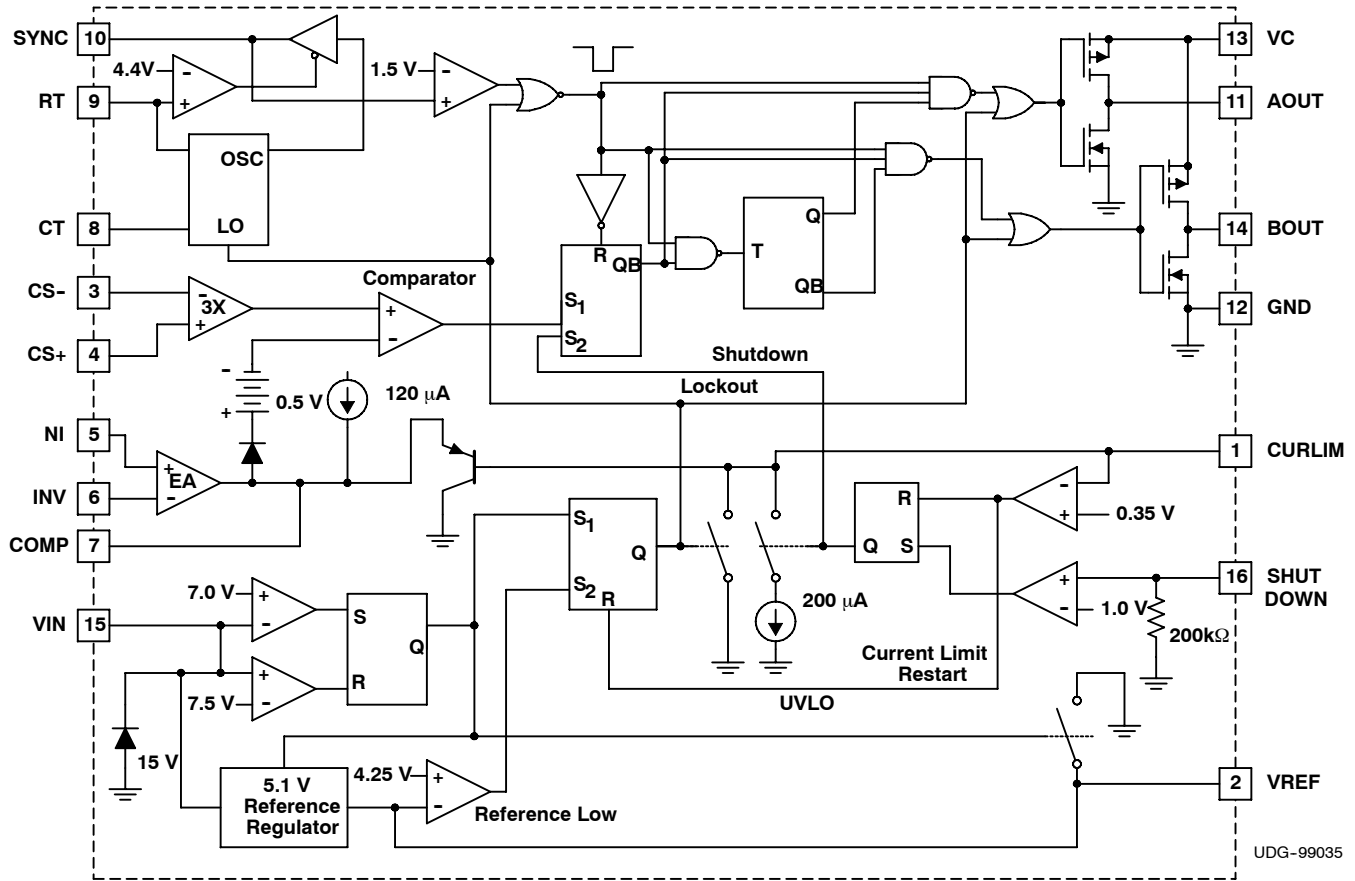 SYNC 10
4.4V
-
+
1.5 V
-
+
13 VC
RT 9
11 AOUT
OSC
LO
CT 8
Q
T
QB
14 BOUT
R
QB
S1
S2
CS- 3
-
3X
+
CS+ 4
Comparator
+
-
12 GND
Shutdown
Lockout
-
+
0.5 V
120 μA
NI 5
+
EA
-
INV 6
COMP 7
1 CURLIM
-
+
0.35 V
R
Q S
S1
Q
S2
R
+
-
1.0 V
16 SHUT
DOWN
200kΩ
200 μA
7.0 V
+
-
VIN 15
S
Q
R
+
-
7.5 V
Current Limit
Restart
UVLO
15 V
5.1 V
Reference
Regulator
4.25 V
+
-
Reference Low
2 VREF
UDG-99035